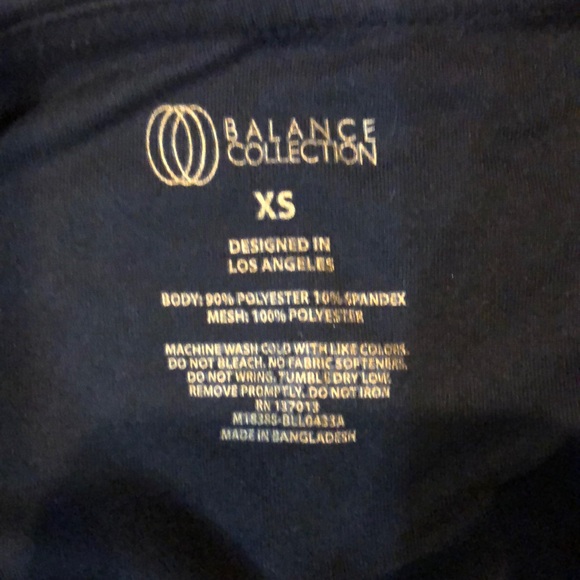 BALANCE
COLLECTION
XS
DESIGNED IN
LOS ANGELES
BODY: 90% POLYESTER 10% SPANDEX
MESH: 100% POLYESTER
MACHINE WASH COLD WITH LIKE COLORS.
DO NOT BLEACH. NO FABRIC SOFTENERS.
DO NOT WRING. TUMBLE DRY LOW.
REMOVE PROMPTLY. DO NOT IRON
RN 137013
M18385-BLL0433A
MADE IN BANGLADESH